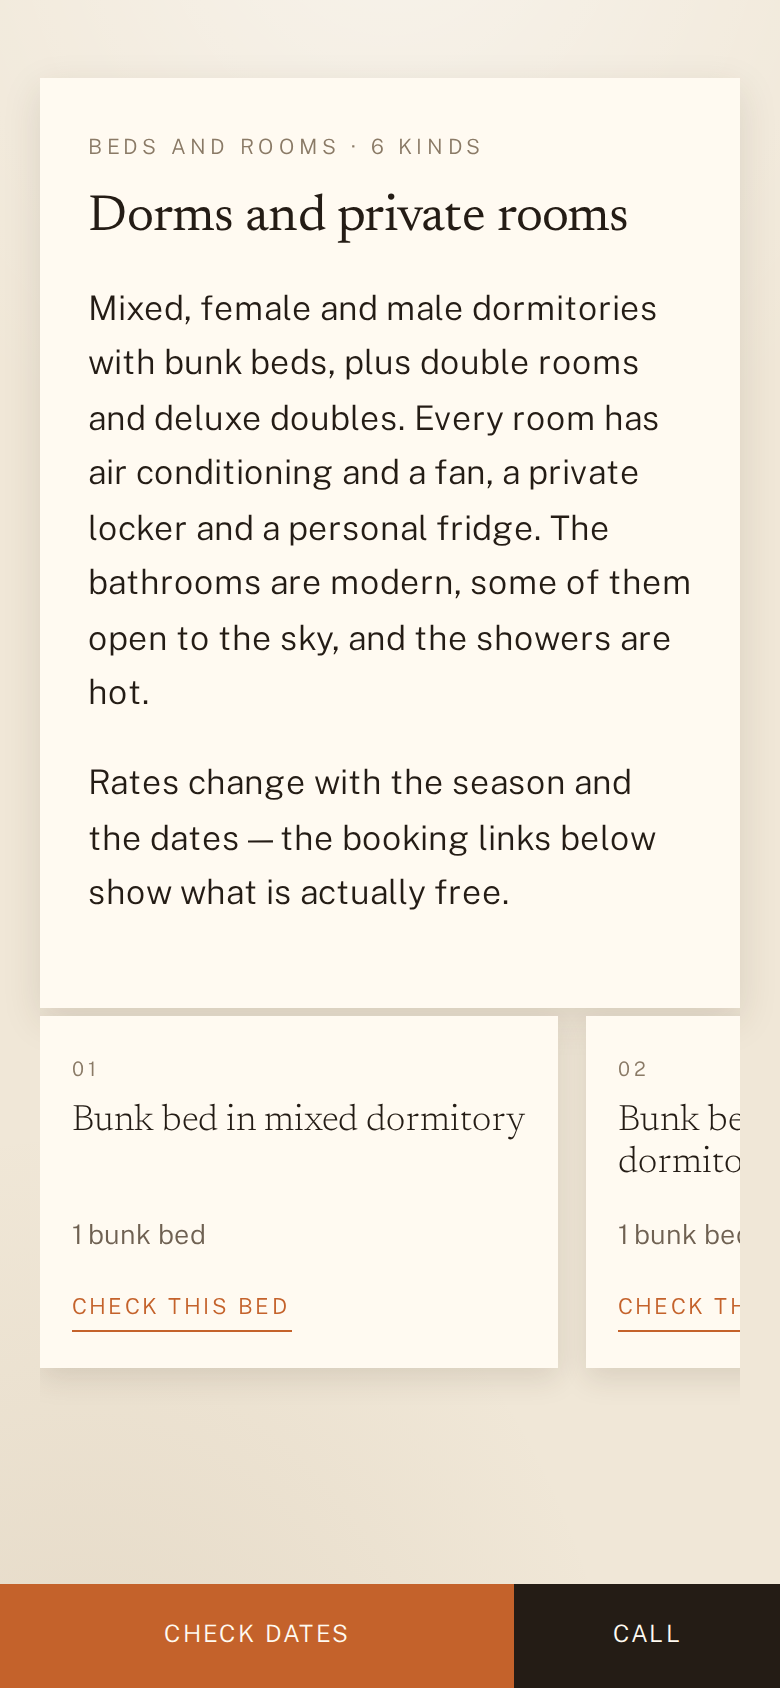 BEDS AND ROOMS · 6 KINDS
Dorms and private rooms
Mixed, female and male dormitories
with bunk beds, plus double rooms
and deluxe doubles. Every room has
air conditioning and a fan, a private
locker and a personal fridge. The
bathrooms are modern, some of them
open to the sky, and the showers are
hot.
Rates change with the season and
the dates — the booking links below
show what is actually free.
01
Bunk bed in mixed dormitory
1 bunk bed
CHECK THIS BED
02
Bunk
1 bunk
CHECK
CHECK DATES
CALL